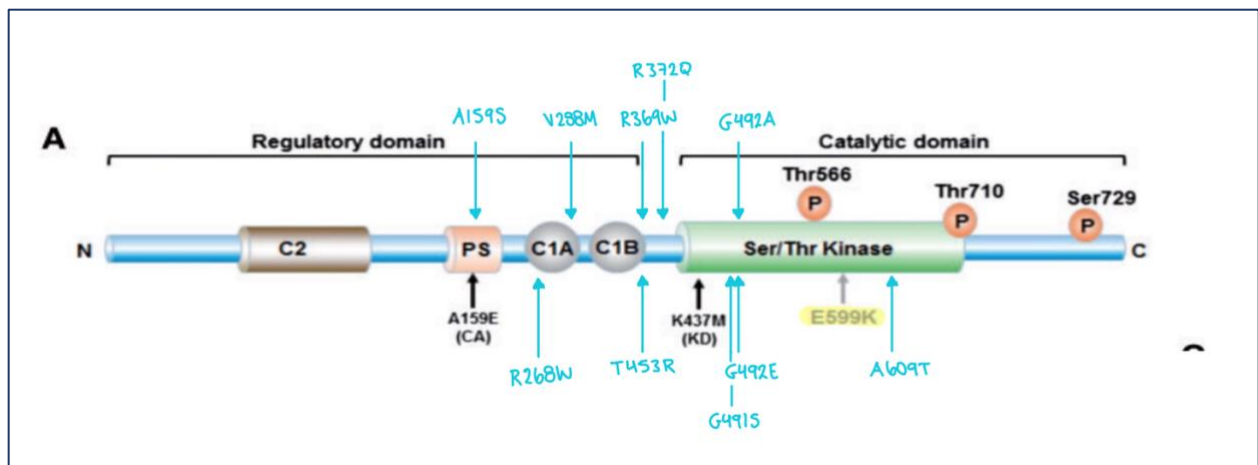 R372Q
A159S V288M R369W G492A
A
Regulatory domain Catalytic domain
Thr566
Thr710
Ser729
P
P
P
N C2 PS C1A C1B Ser/Thr Kinase C
A159E
(CA)
K437M
(KD)
E599K
R268W T453R G492E A609T
G491S